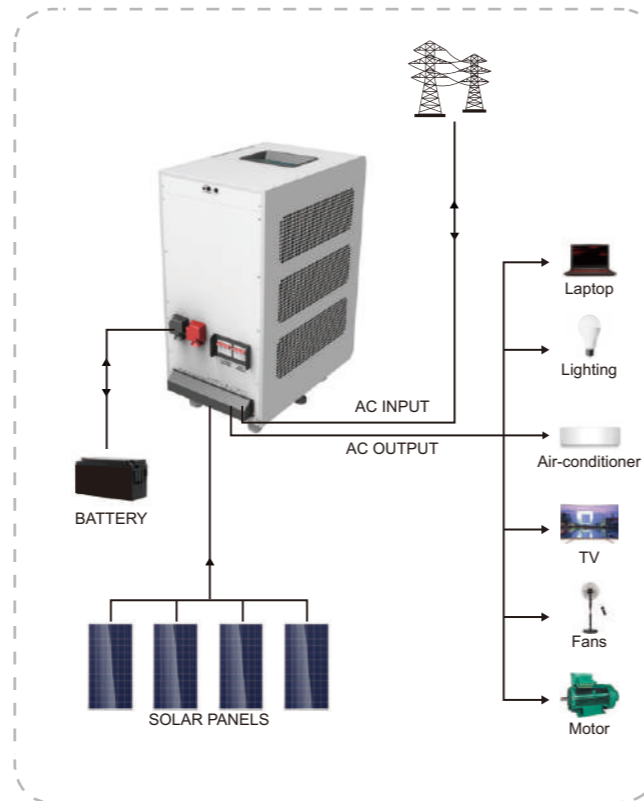 Laptop
Lighting
AC INPUT
AC OUTPUT
Air-conditioner
BATTERY
TV
Fans
SOLAR PANELS
Motor